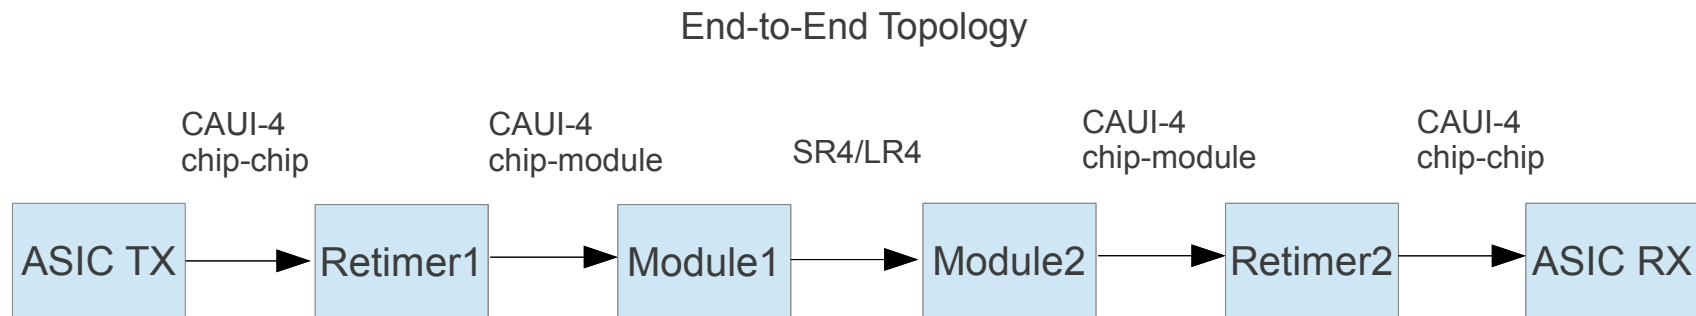 End-to-End Topology
CAUI-4
chip-chip
CAUI-4
chip-module
SR4/LR4
CAUI-4
chip-module
CAUI-4
chip-chip
ASIC TX
Retimer1
Module1
Module2
Retimer2
ASIC RX